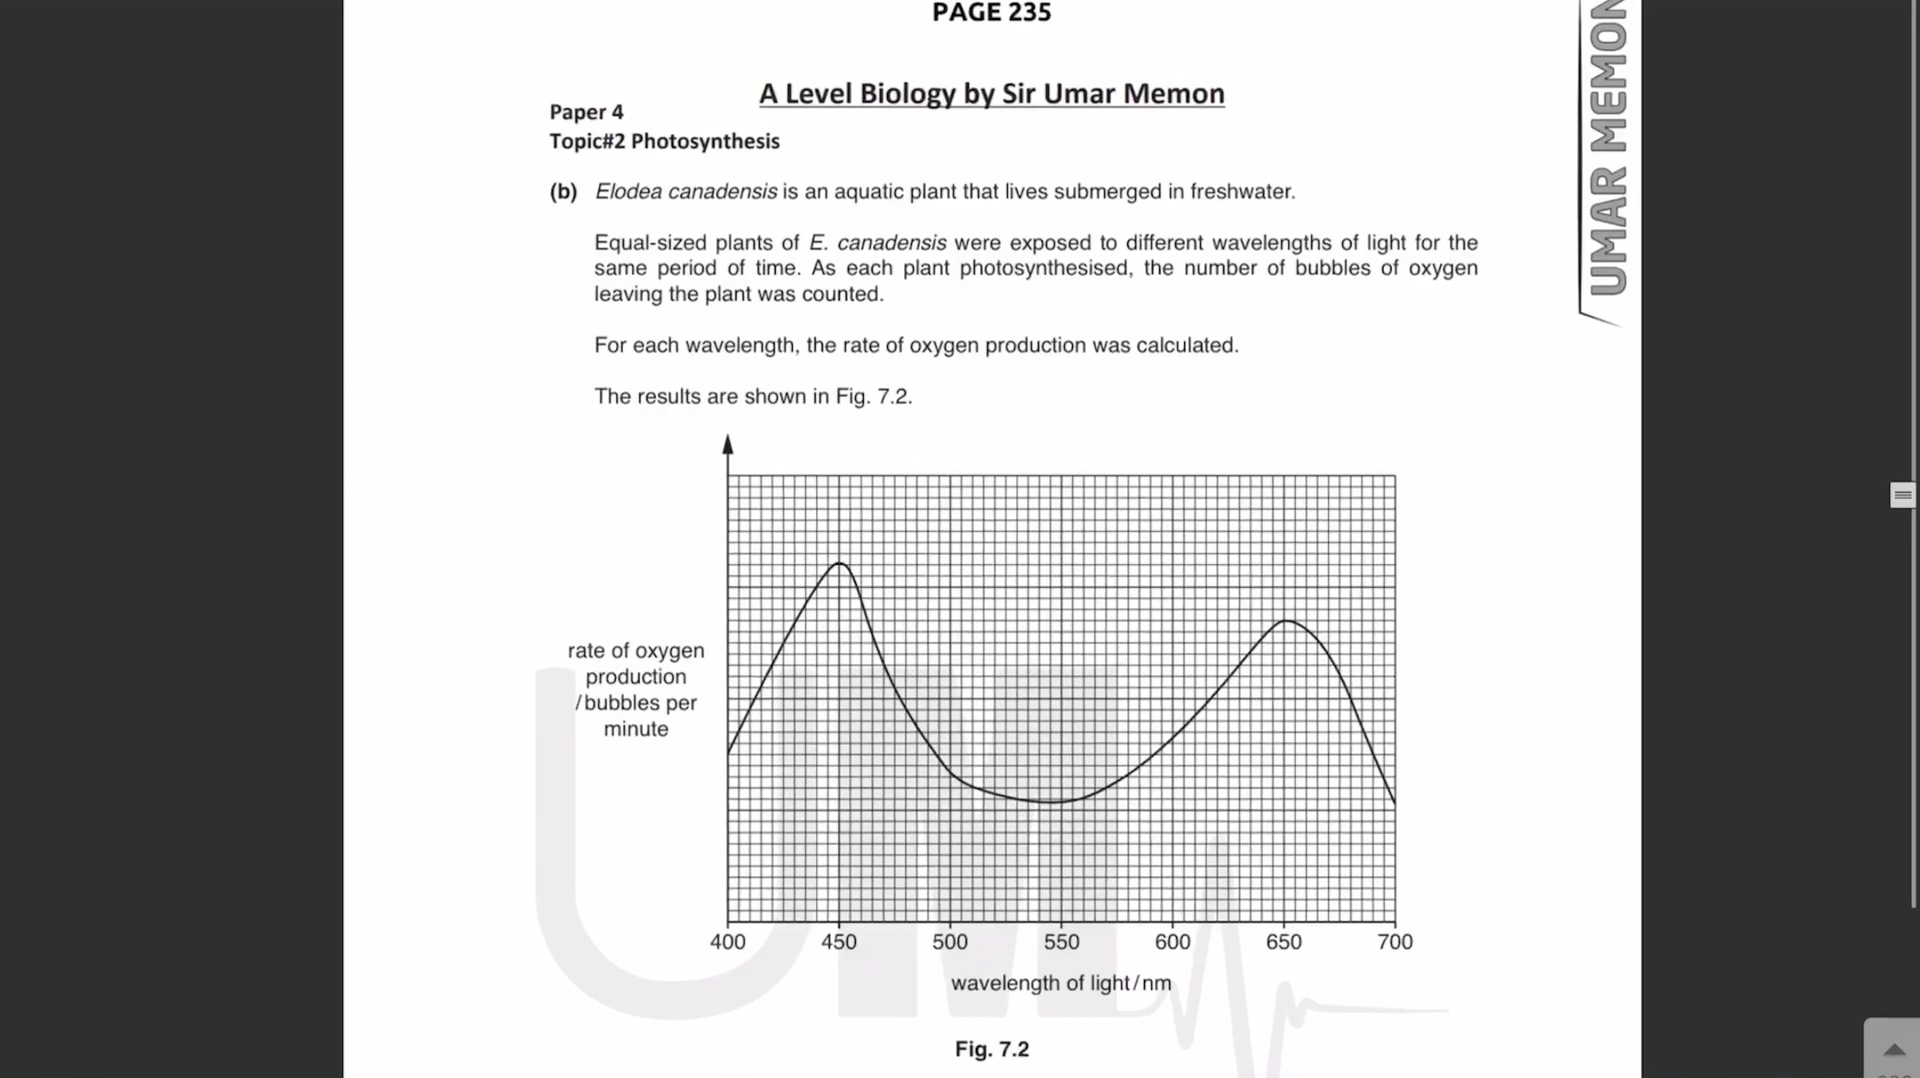 PAGE 235
UMAR MEMON
A Level Biology by Sir Umar Memon
Paper 4
Topic#2 Photosynthesis
(b) Elodea canadensis is an aquatic plant that lives submerged in freshwater.
Equal-sized plants of E. canadensis were exposed to different wavelengths of light for the
same period of time. As each plant photosynthesised, the number of bubbles of oxygen
leaving the plant was counted.
For each wavelength, the rate of oxygen production was calculated.
The results are shown in Fig. 7.2.
rate of oxygen
production
/bubbles per
minute
400 450 500 550 600 650 700
wavelength of light/nm
Fig. 7.2